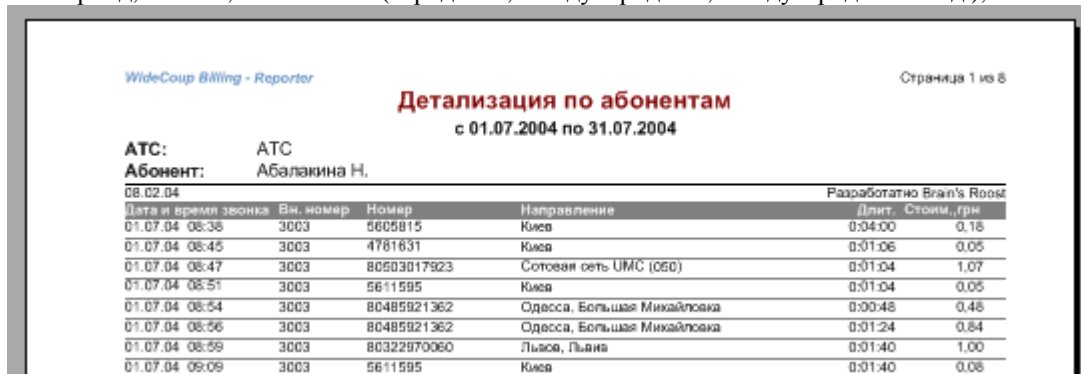 WideCoup Billing - Reporter Страница 1 из 8
Детализация по абонентам
с 01.07.2004 по 31.07.2004
АТС: АТС
Абонент: Абалакина Н.
08.02.04 Разработатно Brain's Roost
Дата и время звонка Вн. номер Номер Направление Длит. Стоим.,грн
01.07.04 08:38 3003 5605815 Киев 0:04:00 0,18
01.07.04 08:45 3003 4781631 Киев 0:01:06 0,05
01.07.04 08:47 3003 80503017923 Сотовая сеть UMC (050) 0:01:04 1,07
01.07.04 08:51 3003 5611595 Киев 0:01:04 0,05
01.07.04 08:54 3003 80485921362 Одесса, Большая Михайловка 0:00:48 0,48
01.07.04 08:56 3003 80485921362 Одесса, Большая Михайловка 0:01:24 0,84
01.07.04 08:59 3003 80322970060 Львов, Львив 0:01:40 1,00
01.07.04 09:09 3003 5611595 Киев 0:01:40 0,08